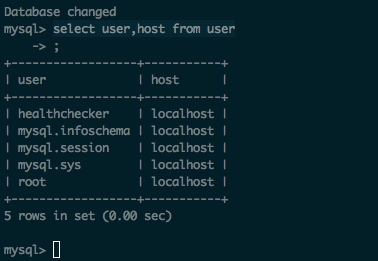 Database changed
mysql> select user,host from user
    -> ;
+------------------+-----------+
| user             | host      |
+------------------+-----------+
| healthchecker    | localhost |
| mysql.infoschema | localhost |
| mysql.session    | localhost |
| mysql.sys        | localhost |
| root             | localhost |
+------------------+-----------+
5 rows in set (0.00 sec)
mysql>